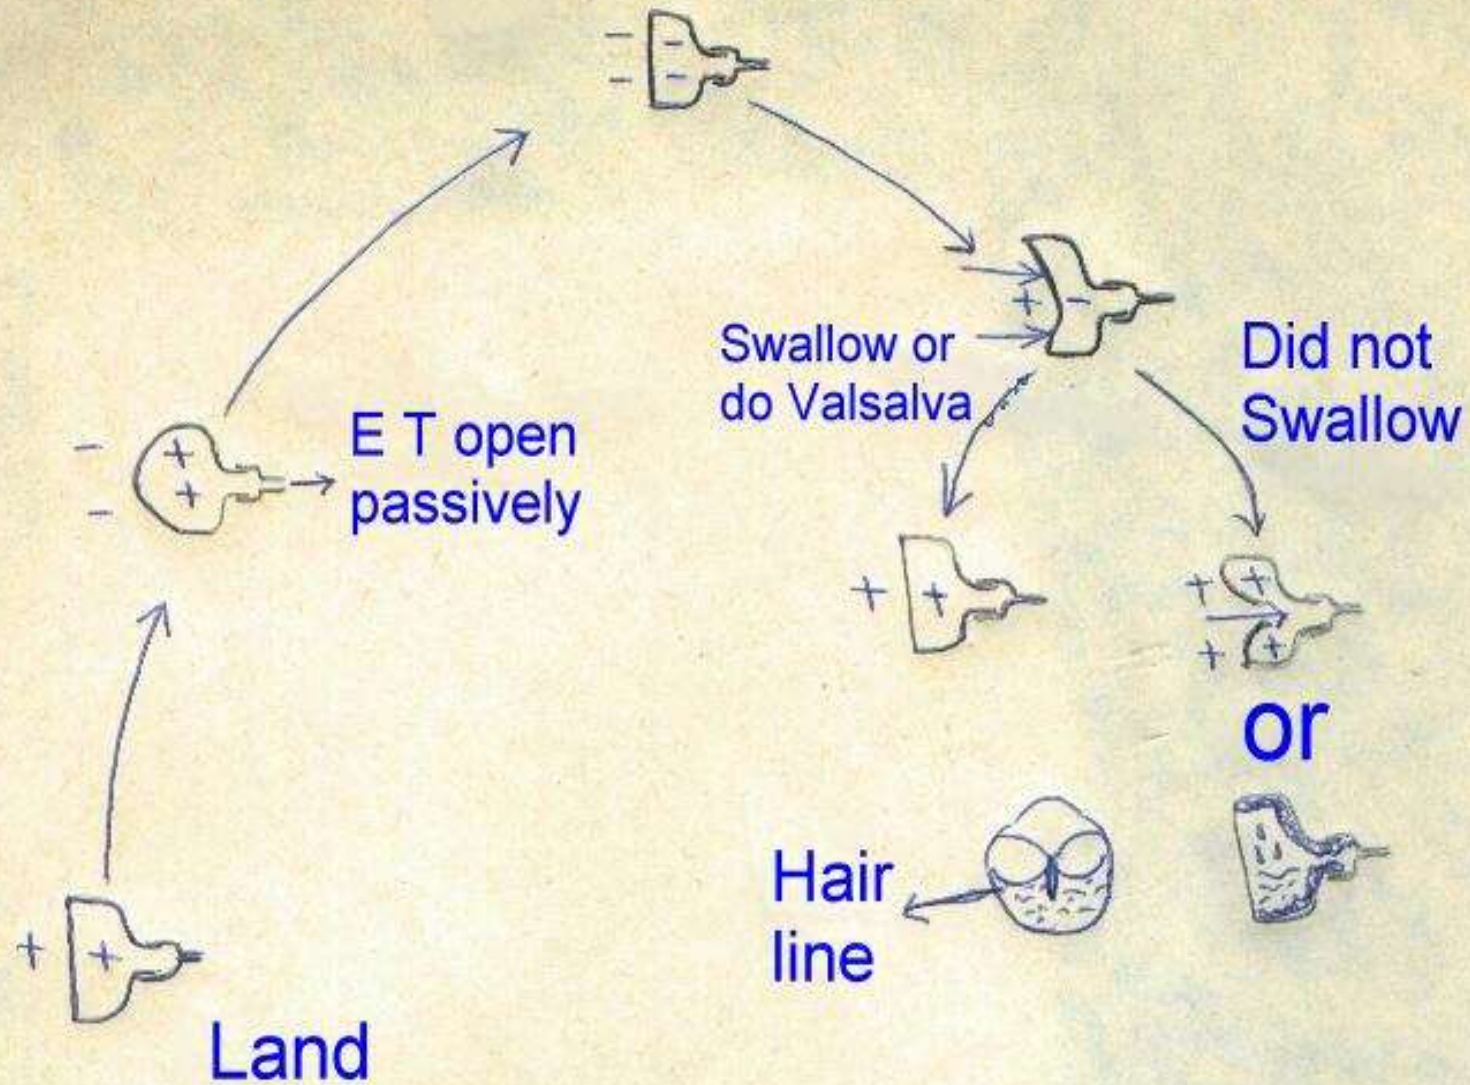 E T open
passively
Swallow or
do Valsalva
Did not
Swallow
or
Hair
line
Land